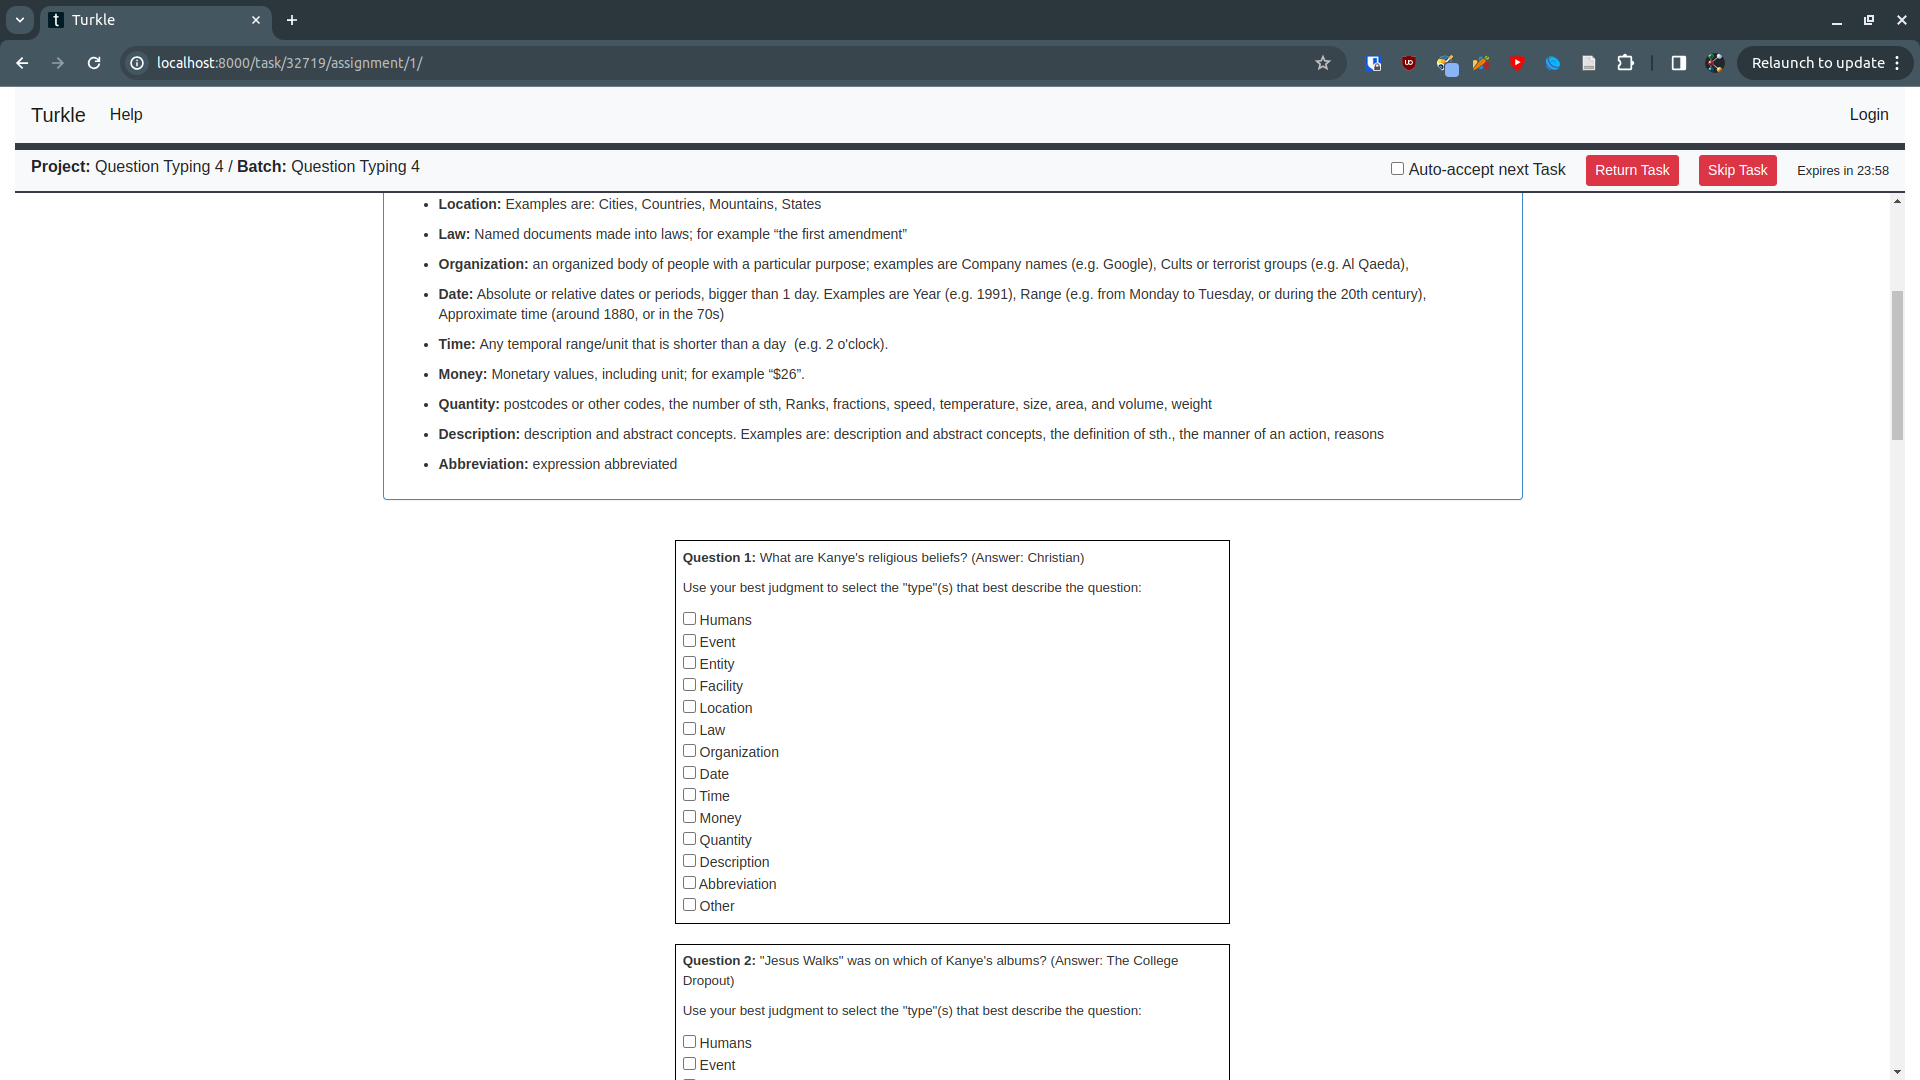 Turkle
localhost:8000/task/32719/assignment/1/
Relaunch to update
Turkle Help Login
Project: Question Typing 4 / Batch: Question Typing 4
Auto-accept next Task Return Task Skip Task Expires in 23:58
• Location: Examples are: Cities, Countries, Mountains, States
• Law: Named documents made into laws; for example “the first amendment”
• Organization: an organized body of people with a particular purpose; examples are Company names (e.g. Google), Cults or terrorist groups (e.g. Al Qaeda),
• Date: Absolute or relative dates or periods, bigger than 1 day. Examples are Year (e.g. 1991), Range (e.g. from Monday to Tuesday, or during the 20th century),
Approximate time (around 1880, or in the 70s)
• Time: Any temporal range/unit that is shorter than a day  (e.g. 2 o'clock).
• Money: Monetary values, including unit; for example “$26”.
• Quantity: postcodes or other codes, the number of sth, Ranks, fractions, speed, temperature, size, area, and volume, weight
• Description: description and abstract concepts. Examples are: description and abstract concepts, the definition of sth., the manner of an action, reasons
• Abbreviation: expression abbreviated
Question 1: What are Kanye's religious beliefs? (Answer: Christian)
Use your best judgment to select the "type"(s) that best describe the question:
Humans
Event
Entity
Facility
Location
Law
Organization
Date
Time
Money
Quantity
Description
Abbreviation
Other
Question 2: "Jesus Walks" was on which of Kanye's albums? (Answer: The College
Dropout)
Use your best judgment to select the "type"(s) that best describe the question:
Humans
Event